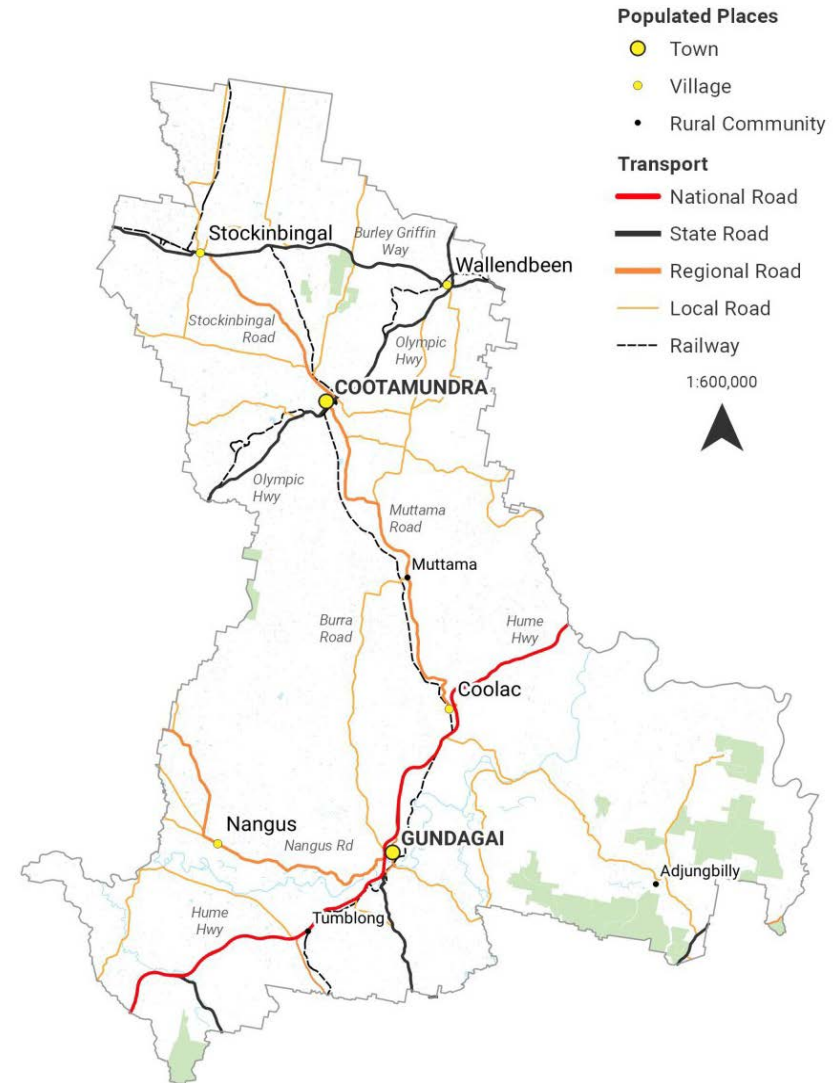 Populated Places
Town
Village
Rural Community
Transport
National Road
State Road
Regional Road
Local Road
Railway
1:600,000
Stockinbingal
Burley Griffin
Way
Wallendbeen
Stockinbingal
Road
Olympic
Hwy
COOTAMUNDRA
Olympic
Hwy
Muttama
Road
Muttama
Burra
Road
Hume
Hwy
Coolac
Nangus
Nangus Rd
GUNDAGAI
Adjungbilly
Hume
Hwy
Tumblong